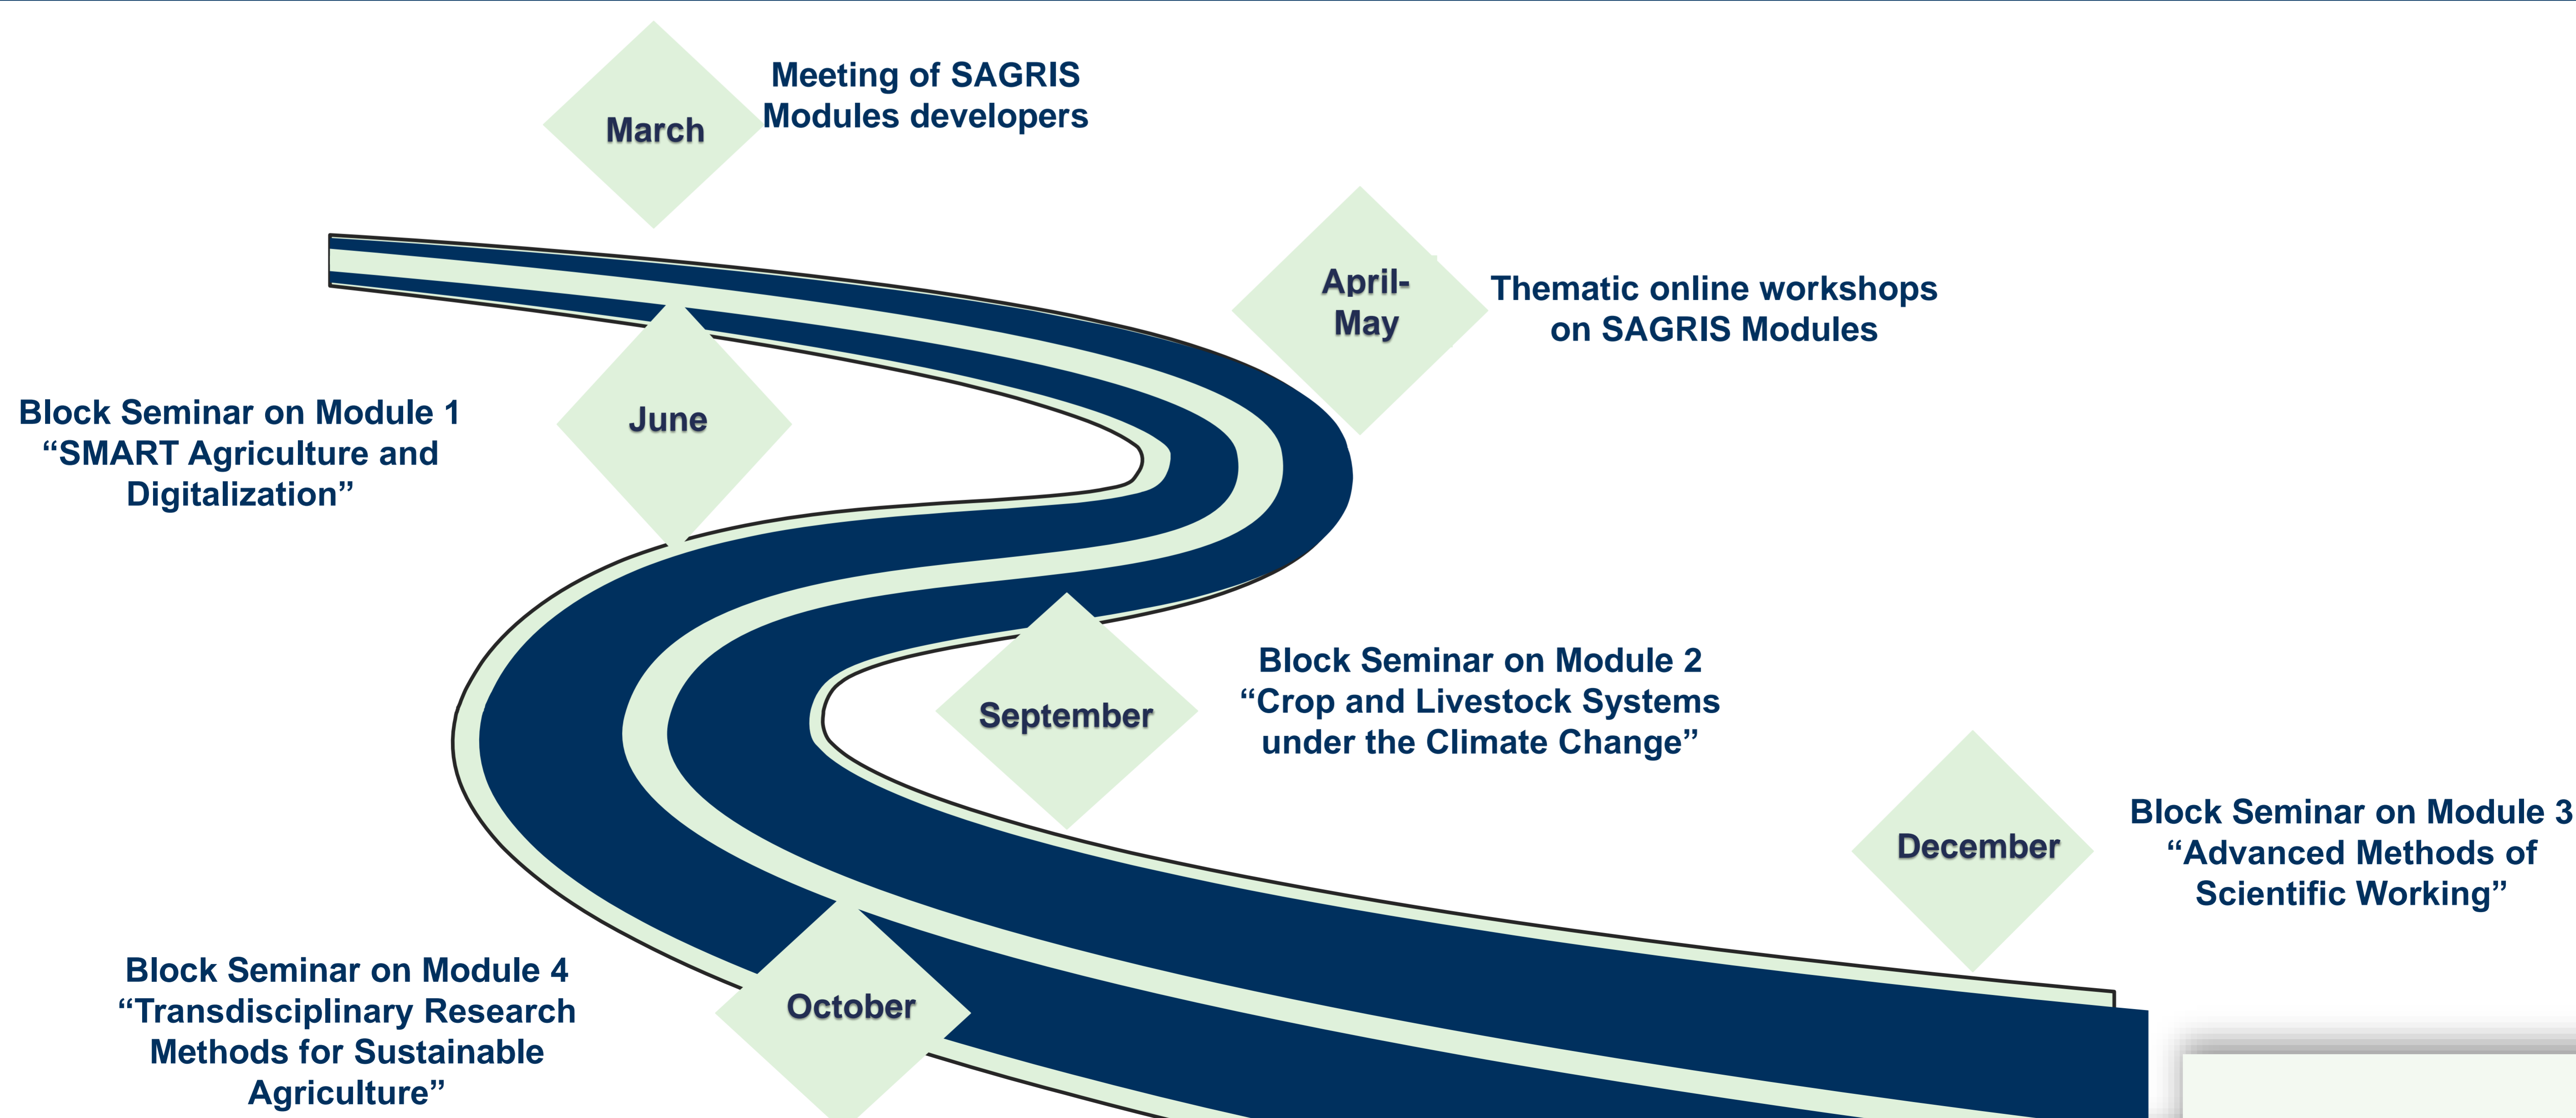 March
Meeting of SAGRIS
Modules developers
April-
May
Thematic online workshops
on SAGRIS Modules
Block Seminar on Module 1
“SMART Agriculture and
Digitalization”
June
September
Block Seminar on Module 2
“Crop and Livestock Systems
under the Climate Change”
December
Block Seminar on Module 3
“Advanced Methods of
Scientific Working”
Block Seminar on Module 4
“Transdisciplinary Research
Methods for Sustainable
Agriculture”
October